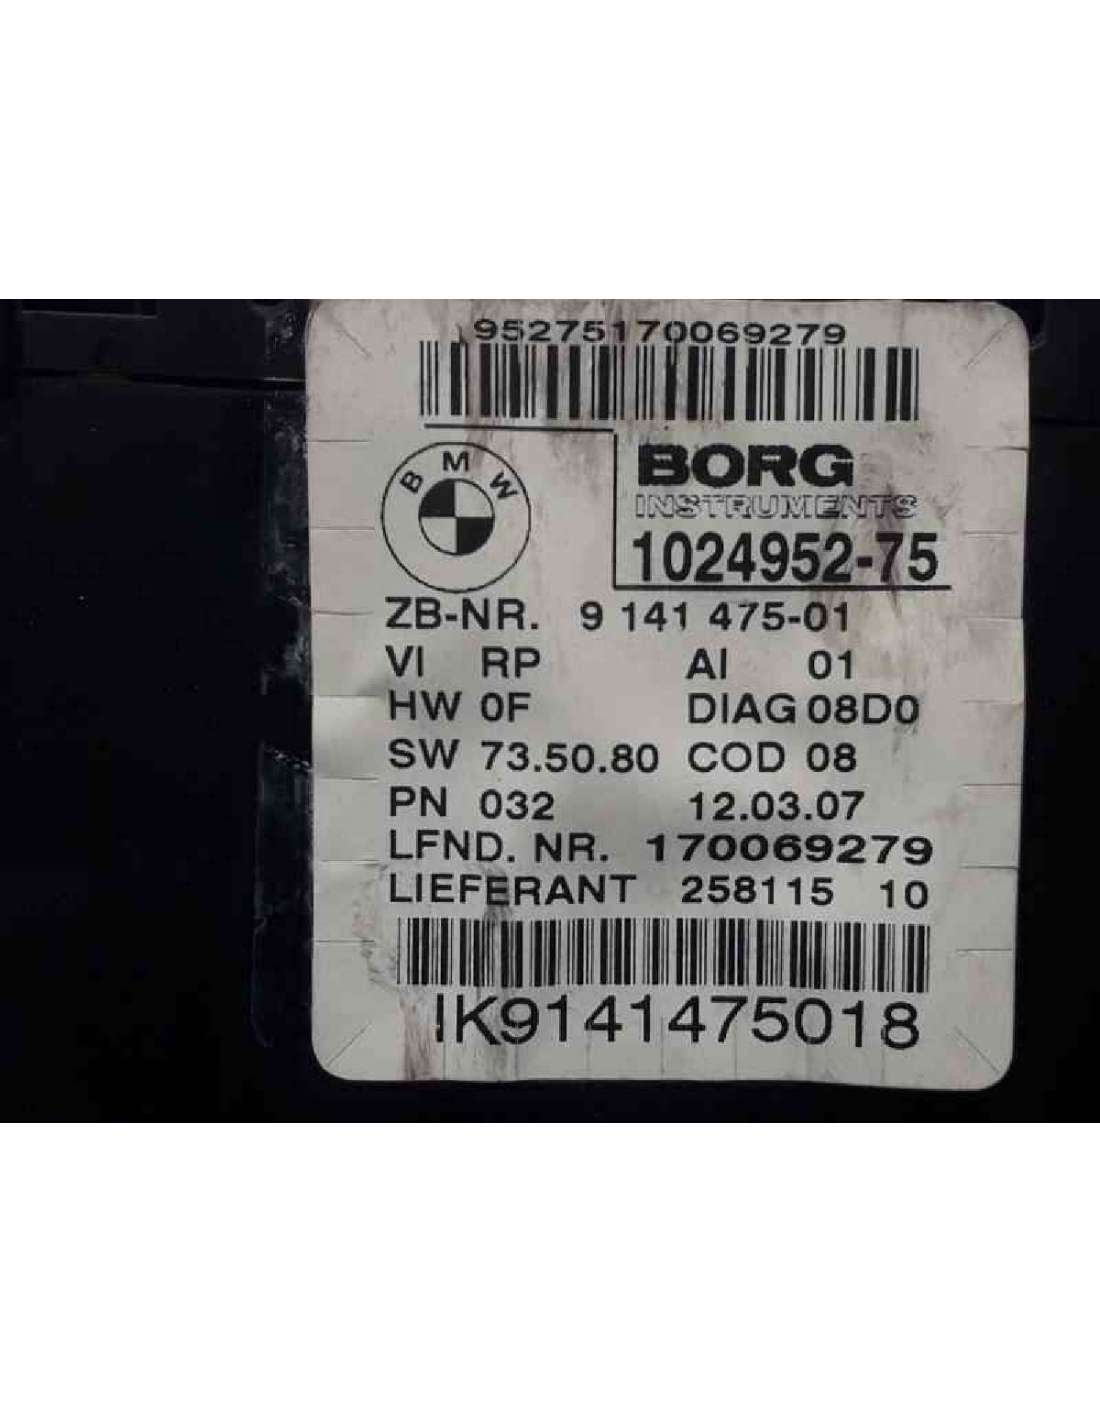 95275170069279
BMW
BORG
INSTRUMENTS
1024952-75
ZB-NR. 9 141 475-01
VI RP AI 01
HW 0F DIAG 08D0
SW 73.50.80 COD 08
PN 032 12.03.07
LFND. NR. 170069279
LIEFERANT 258115 10
IK9141475018